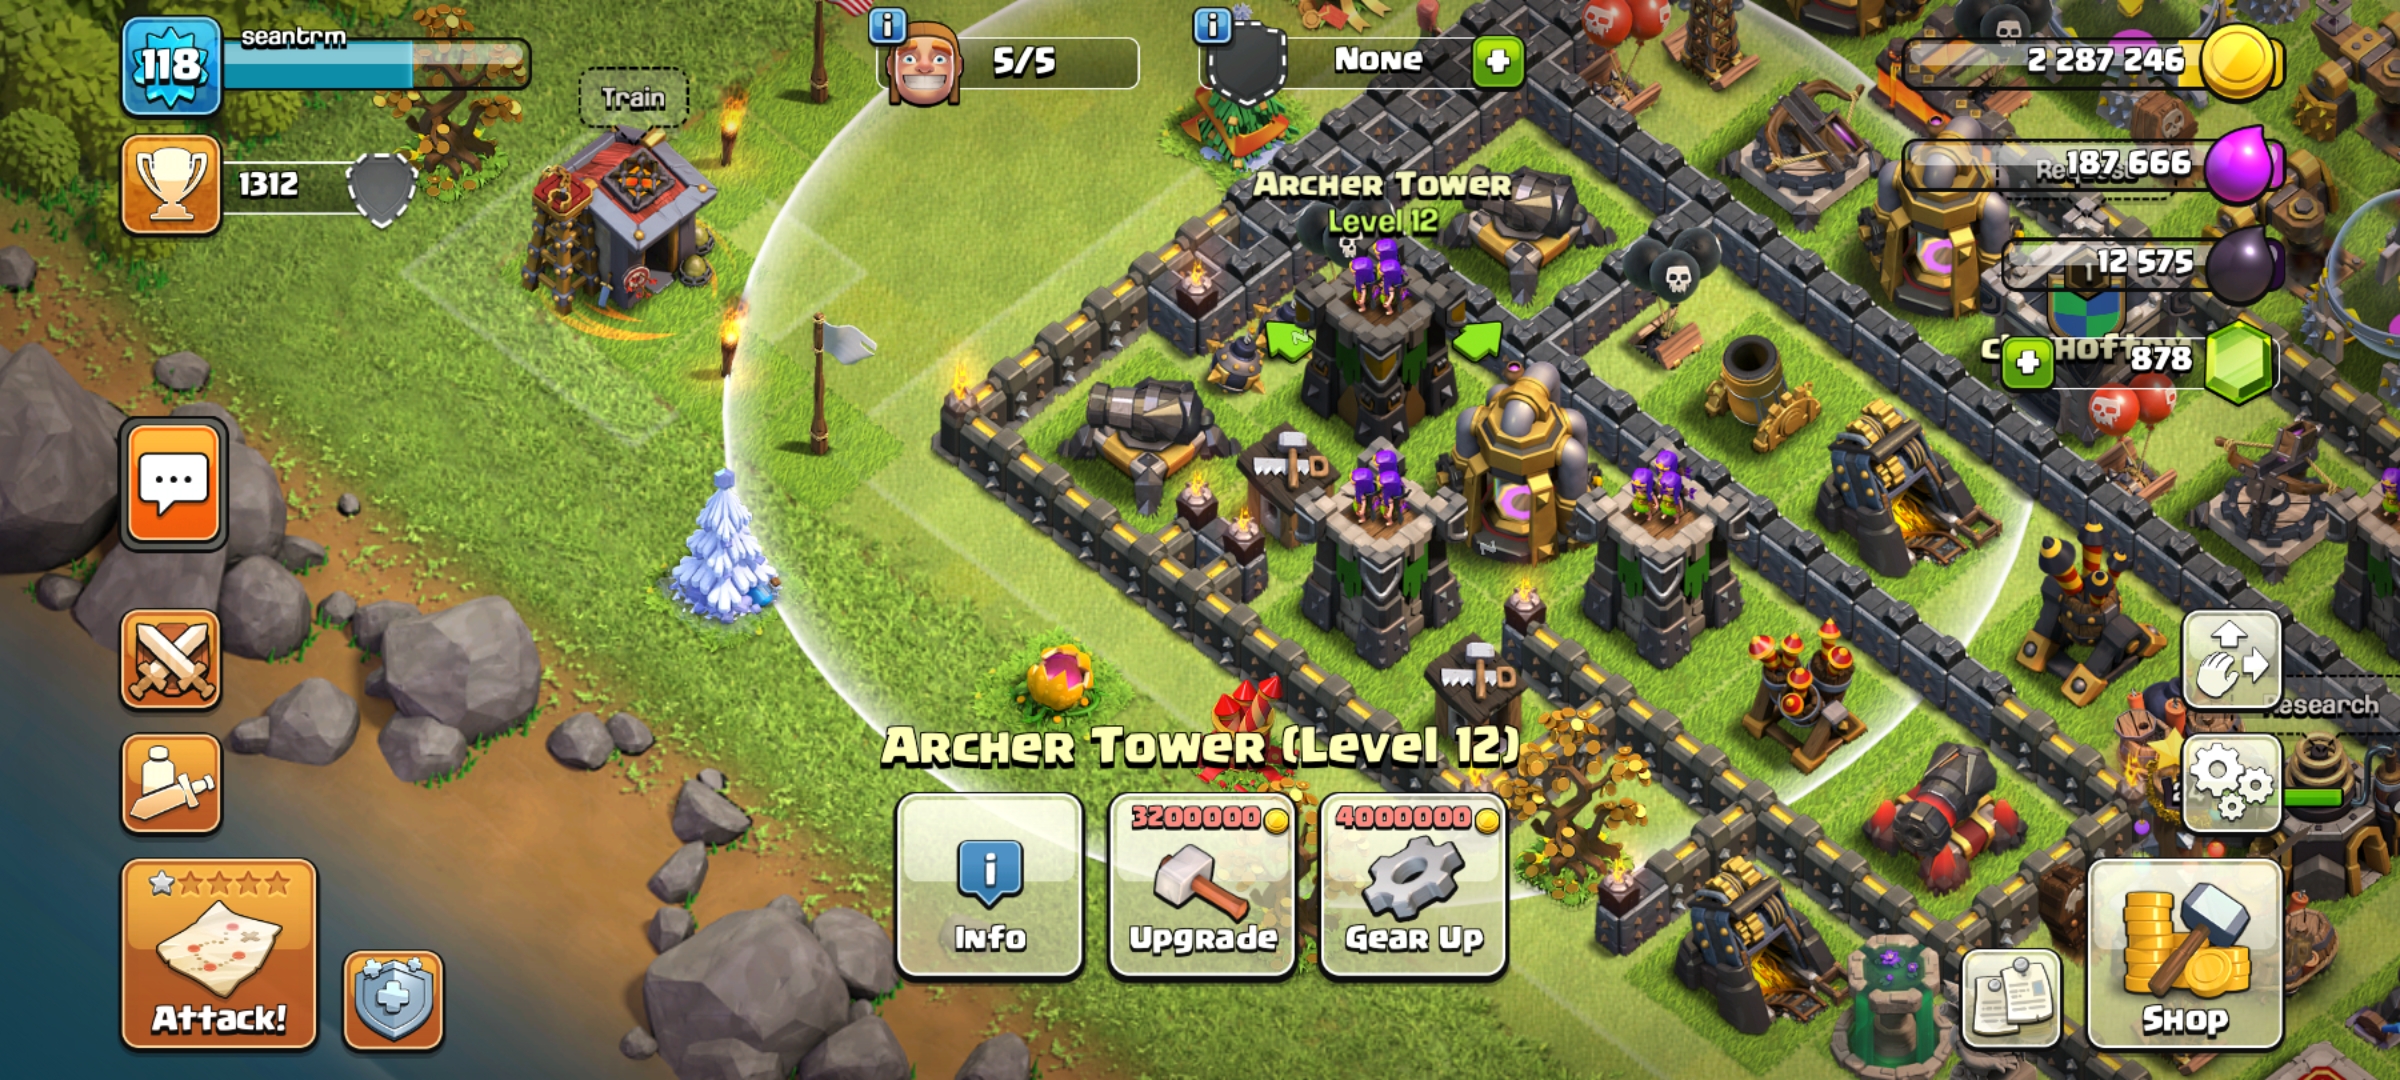 118
seantrm
5/5
None
2 287 246
Train
1312
187 666
Archer Tower
Level 12
12 575
878
Research
Archer Tower (Level 12)
3200000
4000000
Info
Upgrade
Gear Up
Attack!
Shop